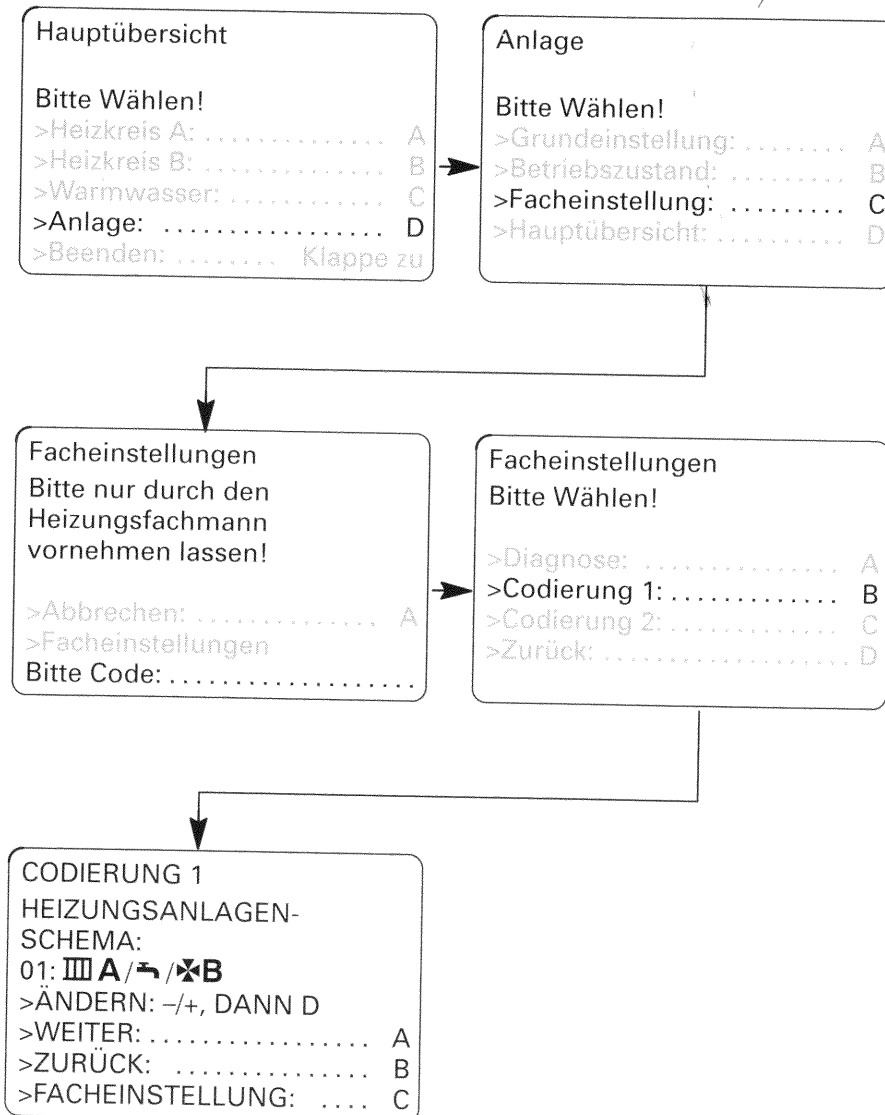 Hauptübersicht
Bitte Wählen!
>Heizkreis A: .............. A
>Heizkreis B: .............. B
>Warmwasser: ............ C
>Anlage: ................. D
>Beenden: ........ Klappe zu
Anlage
Bitte Wählen!
>Grundeinstellung: ........ A
>Betriebszustand: ......... B
>Facheinstellung: ......... C
>Hauptübersicht: .......... D
Facheinstellungen
Bitte nur durch den
Heizungsfachmann
vornehmen lassen!
>Abbrechen: .............. A
>Facheinstellungen
Bitte Code: ...................
Facheinstellungen
Bitte Wählen!
>Diagnose: ............... A
>Codierung 1: ............. B
>Codierung 2: ............. C
>Zurück: ................... D
CODIERUNG 1
HEIZUNGSANLAGEN-
SCHEMA:
01: A / / B
>ÄNDERN: –/+, DANN D
>WEITER: ................. A
>ZURÜCK: ............... B
>FACHEINSTELLUNG: .... C